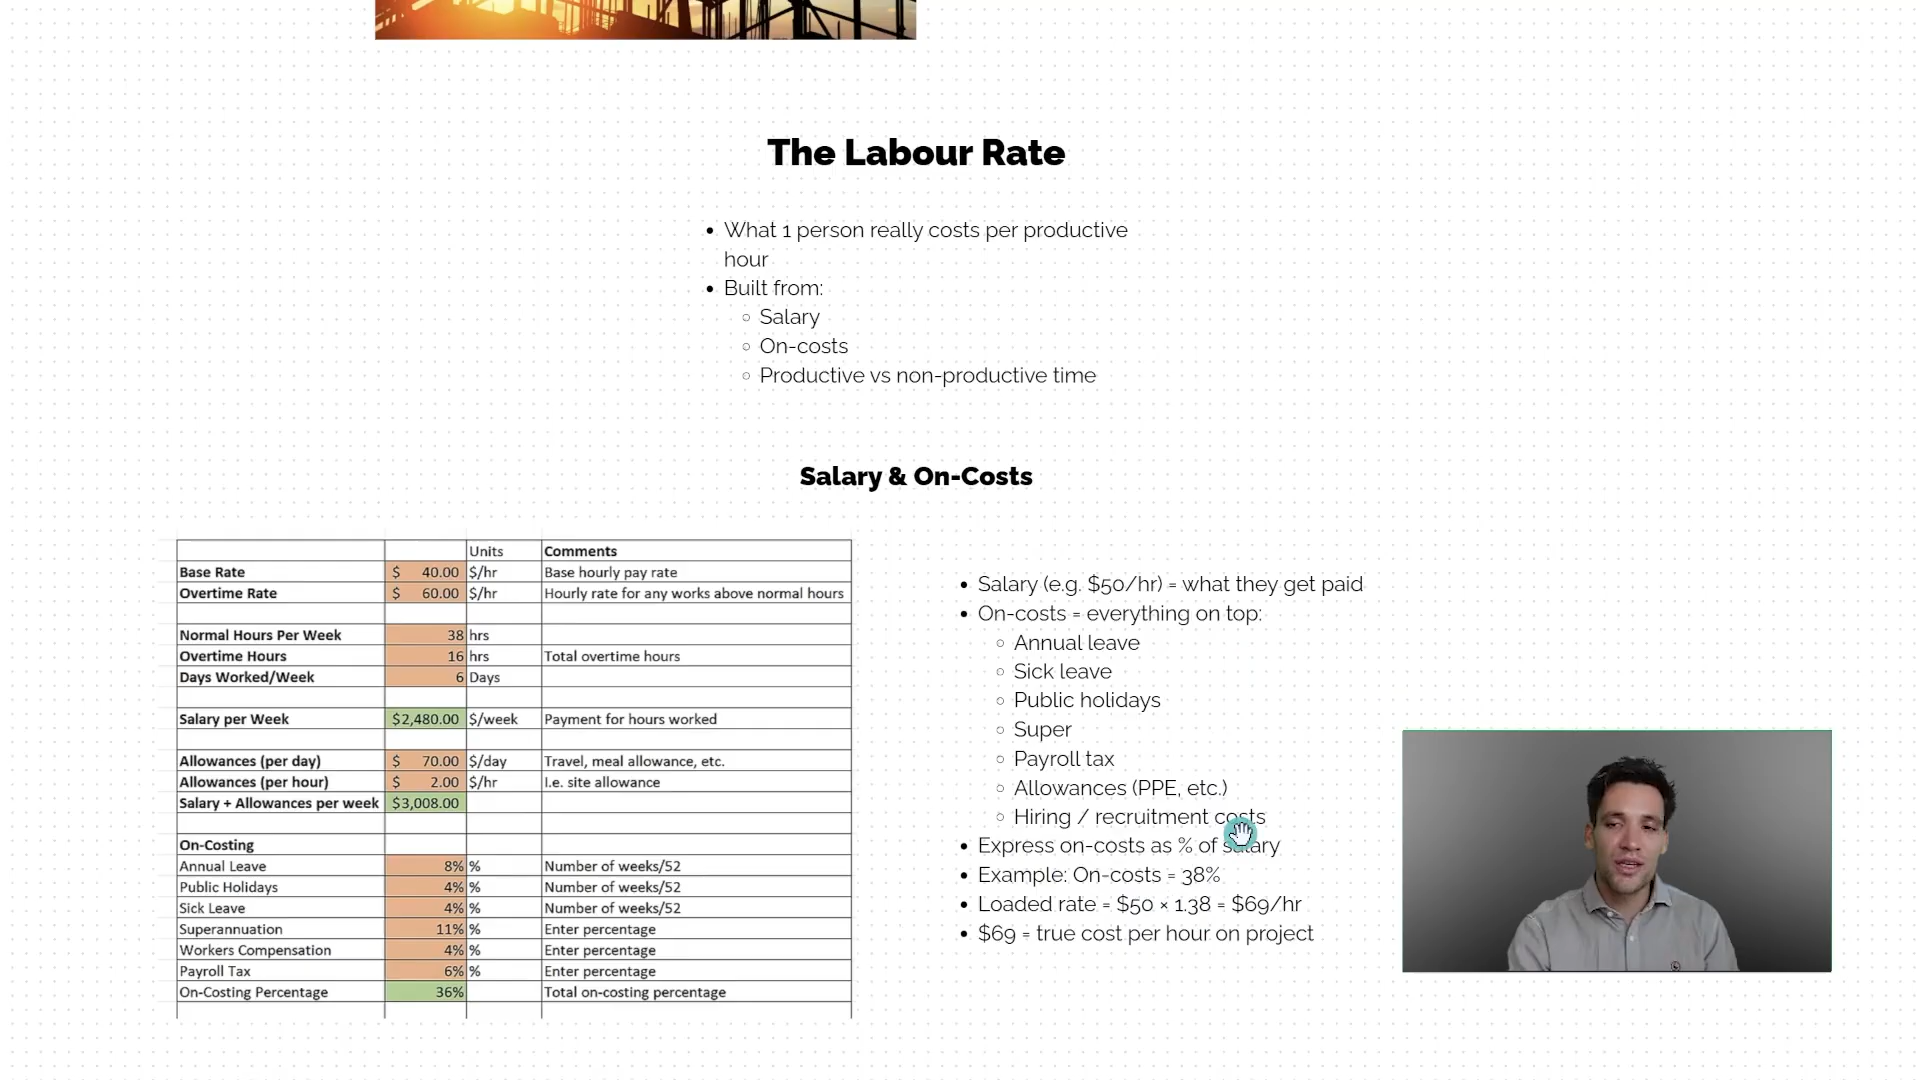 The Labour Rate
• What 1 person really costs per productive
hour
• Built from:
◦ Salary
◦ On-costs
◦ Productive vs non-productive time
Salary & On-Costs
Units Comments
Base Rate $ 40.00 $/hr Base hourly pay rate
Overtime Rate $ 60.00 $/hr Hourly rate for any works above normal hours
Normal Hours Per Week 38 hrs
Overtime Hours 16 hrs Total overtime hours
Days Worked/Week 6 Days
Salary per Week $2,480.00 $/week Payment for hours worked
Allowances (per day) $ 70.00 $/day Travel, meal allowance, etc.
Allowances (per hour) $ 2.00 $/hr I.e. site allowance
Salary + Allowances per week $3,008.00
On-Costing
Annual Leave 8% % Number of weeks/52
Public Holidays 4% % Number of weeks/52
Sick Leave 4% % Number of weeks/52
Superannuation 11% % Enter percentage
Workers Compensation 4% % Enter percentage
Payroll Tax 6% % Enter percentage
On-Costing Percentage 36% Total on-costing percentage
• Salary (e.g. $50/hr) = what they get paid
• On-costs = everything on top:
◦ Annual leave
◦ Sick leave
◦ Public holidays
◦ Super
◦ Payroll tax
◦ Allowances (PPE, etc.)
◦ Hiring / recruitment costs
• Express on-costs as % of salary
• Example: On-costs = 38%
• Loaded rate = $50 × 1.38 = $69/hr
• $69 = true cost per hour on project